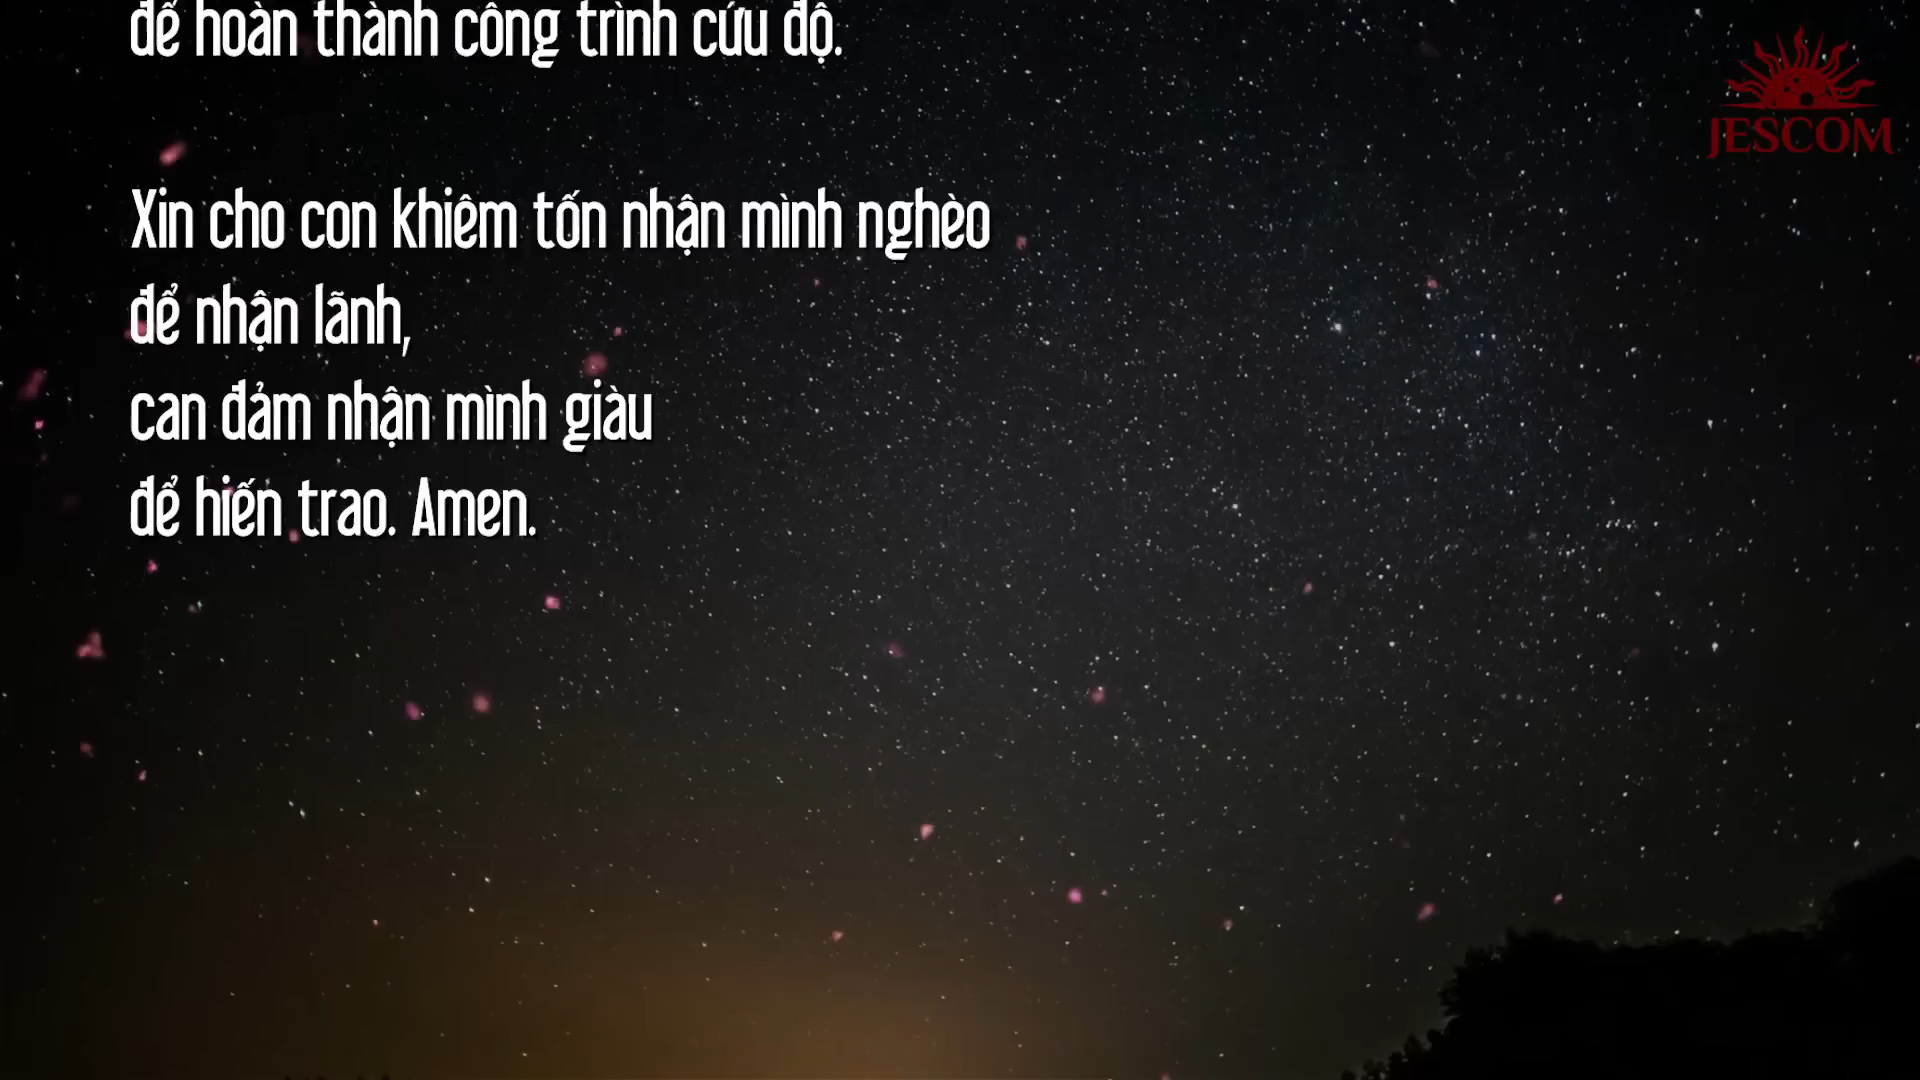 để hoàn thành công trình cứu độ.
JESCOM
Xin cho con khiêm tốn nhận mình nghèo
để nhận lãnh,
can đảm nhận mình giàu
để hiến trao. Amen.